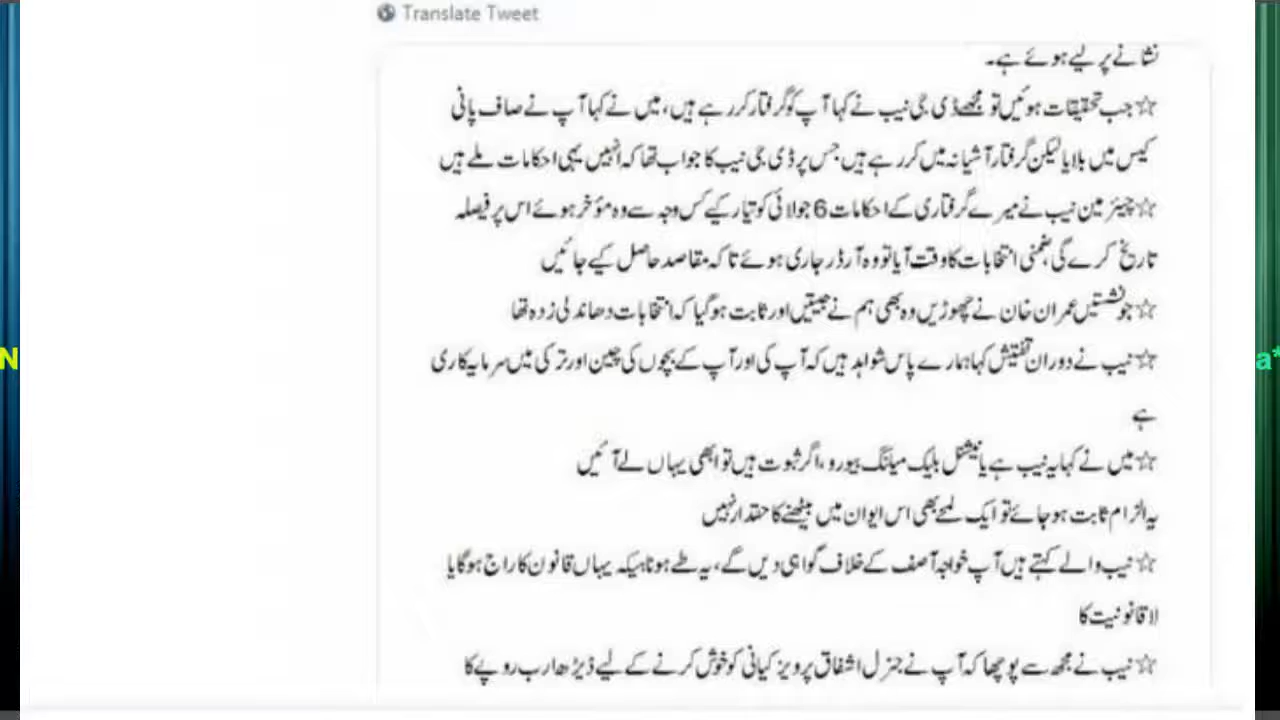 Translate Tweet
نشانے پر لیے ہوئے ہے۔
☆جب تحقیقات ہوئیں تو مجھے ڈی جی نیب نے کہا آپ کو گرفتار کر رہے ہیں، میں نے کہا آپ نے صاف پانی
کیس میں بلایا لیکن گرفتار آشیانہ میں کر رہے ہیں جس پر ڈی جی نیب کا جواب تھا کہ انہیں یہی احکامات ملے ہیں
☆چیئرمین نیب نے میرے گرفتاری کے احکامات 6 جولائی کو تیار کیے کس وجہ سے وہ مؤخر ہوئے اس پر فیصلہ
تاریخ کرے گی، ضمنی انتخابات کا وقت آیا تو وہ آرڈر جاری ہوئے تاکہ مقاصد حاصل کیے جائیں
☆جو نشستیں عمران خان نے چھوڑیں وہ بھی ہم نے جیتیں اور ثابت ہو گیا کہ انتخابات دھاندلی زدہ تھا
☆نیب نے دوران تفتیش کہا ہمارے پاس شواہد ہیں کہ آپ کی اور آپ کے بچوں کی چین اور ترکی میں سرمایہ کاری
ہے
☆میں نے کہا یہ نیب ہے یا نیشنل بلیک میلنگ بیورو، اگر ثبوت ہیں تو ابھی یہاں لے آئیں
یہ الزام ثابت ہو جائے تو ایک لمحے بھی اس ایوان میں بیٹھنے کا حقدار نہیں
☆نیب والے کہتے ہیں آپ خواجہ آصف کے خلاف گواہی دیں گے، یہ طے ہونا ہیکہ یہاں قانون کا راج ہو گا یا
لاقانونیت کا
☆نیب نے مجھ سے پوچھا کہ آپ نے جنرل اشفاق پرویز کیانی کو خوش کرنے کے لیے ڈیڑھ ارب روپے کا
N
a*